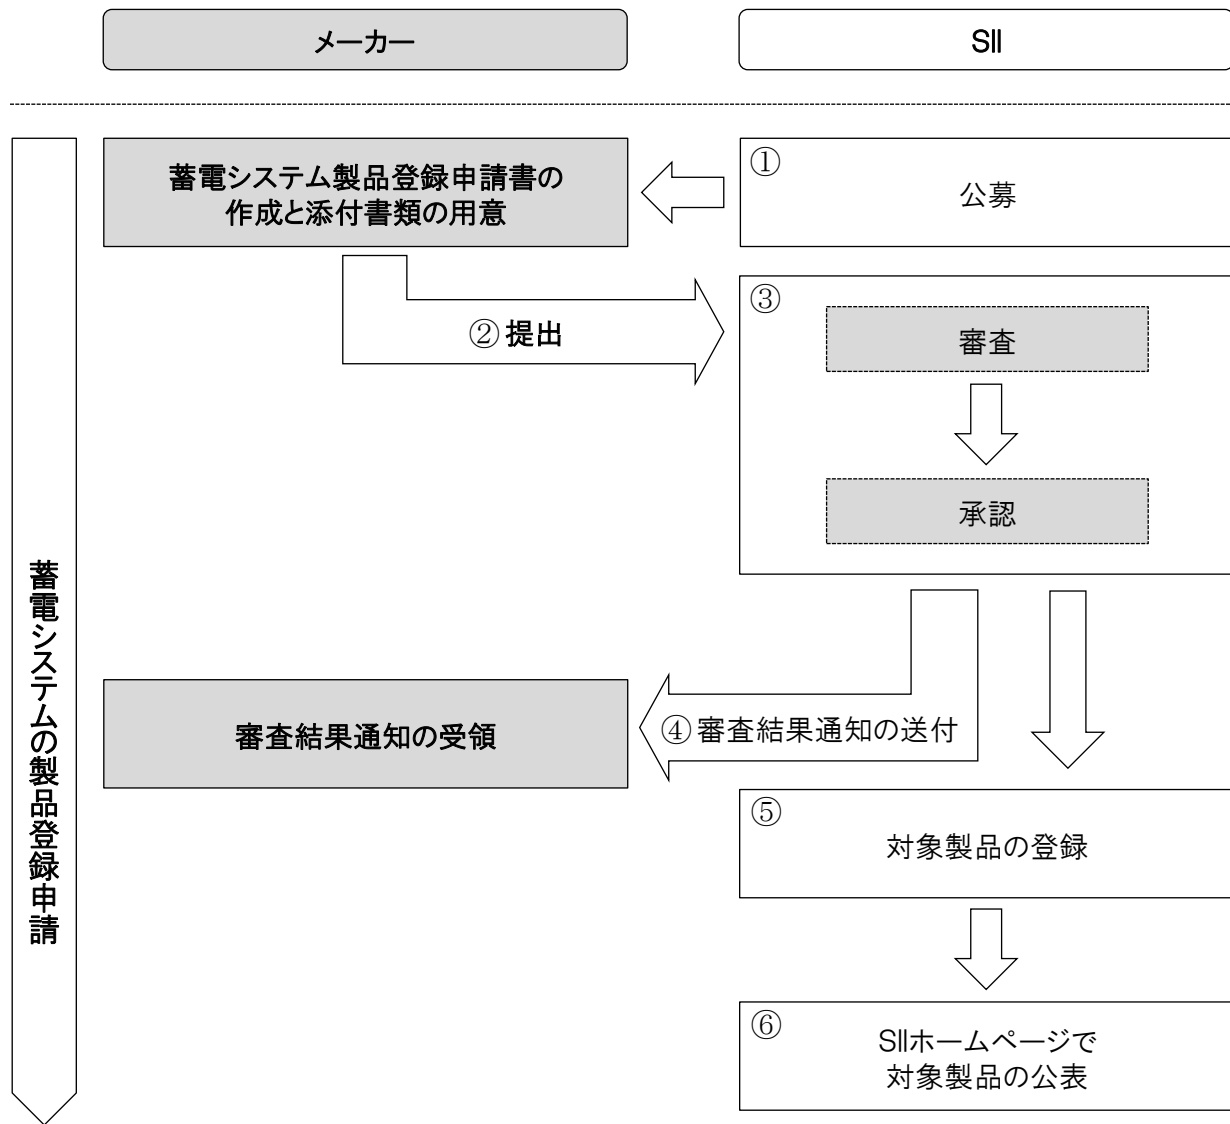 メーカー
SII
①
公募
蓄電システム製品登録申請書の
作成と添付書類の用意
② 提出
③
審査
承認
蓄電システムの製品登録申請
④ 審査結果通知の送付
審査結果通知の受領
⑤
対象製品の登録
⑥
SIIホームページで
対象製品の公表